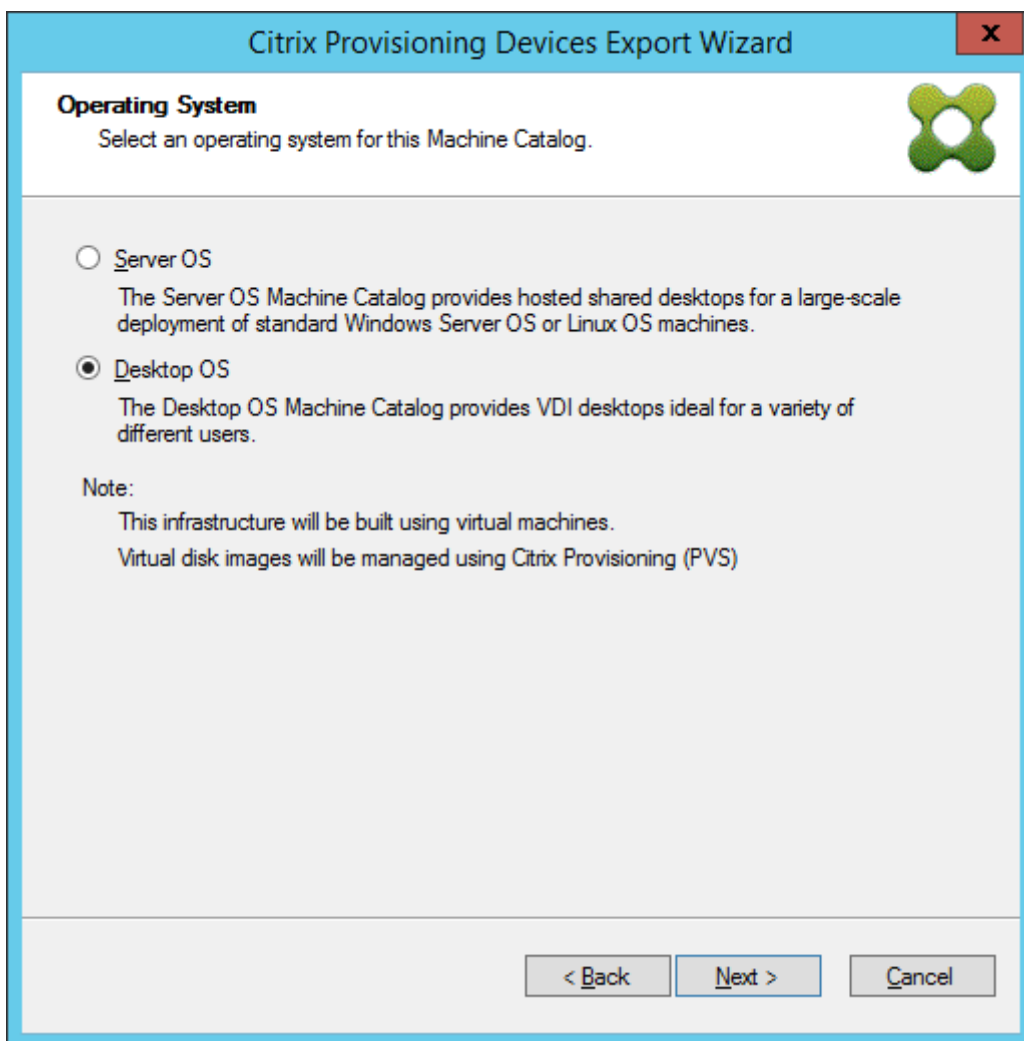 Citrix Provisioning Devices Export Wizard
x
Operating System
Select an operating system for this Machine Catalog.
Server OS
The Server OS Machine Catalog provides hosted shared desktops for a large-scale
deployment of standard Windows Server OS or Linux OS machines.
Desktop OS
The Desktop OS Machine Catalog provides VDI desktops ideal for a variety of
different users.
Note:
This infrastructure will be built using virtual machines.
Virtual disk images will be managed using Citrix Provisioning (PVS)
< Back Next > Cancel